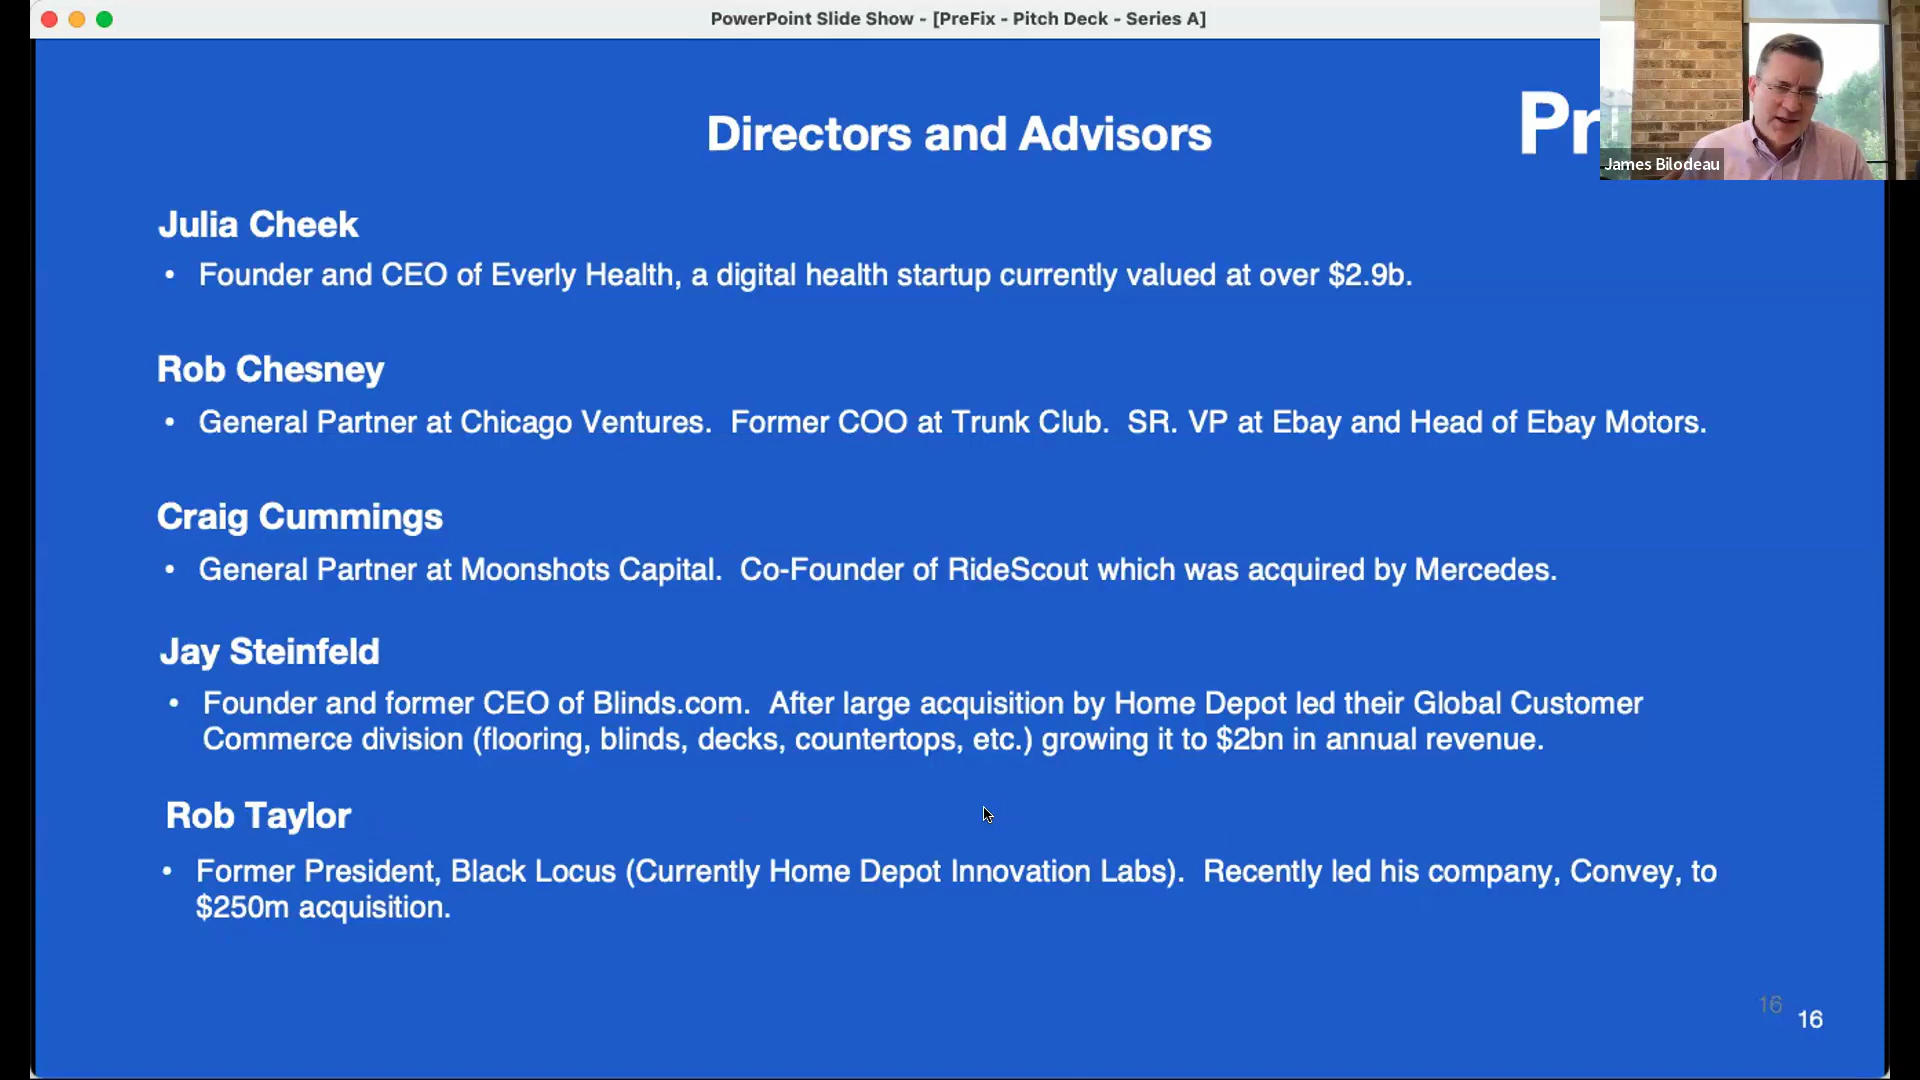 PowerPoint Slide Show - [PreFix - Pitch Deck - Series A]
Directors and Advisors
Pr
James Bilodeau
Julia Cheek
• Founder and CEO of Everly Health, a digital health startup currently valued at over $2.9b.
Rob Chesney
• General Partner at Chicago Ventures.  Former COO at Trunk Club.  SR. VP at Ebay and Head of Ebay Motors.
Craig Cummings
• General Partner at Moonshots Capital.  Co-Founder of RideScout which was acquired by Mercedes.
Jay Steinfeld
• Founder and former CEO of Blinds.com.  After large acquisition by Home Depot led their Global Customer
Commerce division (flooring, blinds, decks, countertops, etc.) growing it to $2bn in annual revenue.
Rob Taylor
• Former President, Black Locus (Currently Home Depot Innovation Labs).  Recently led his company, Convey, to
$250m acquisition.
16
16